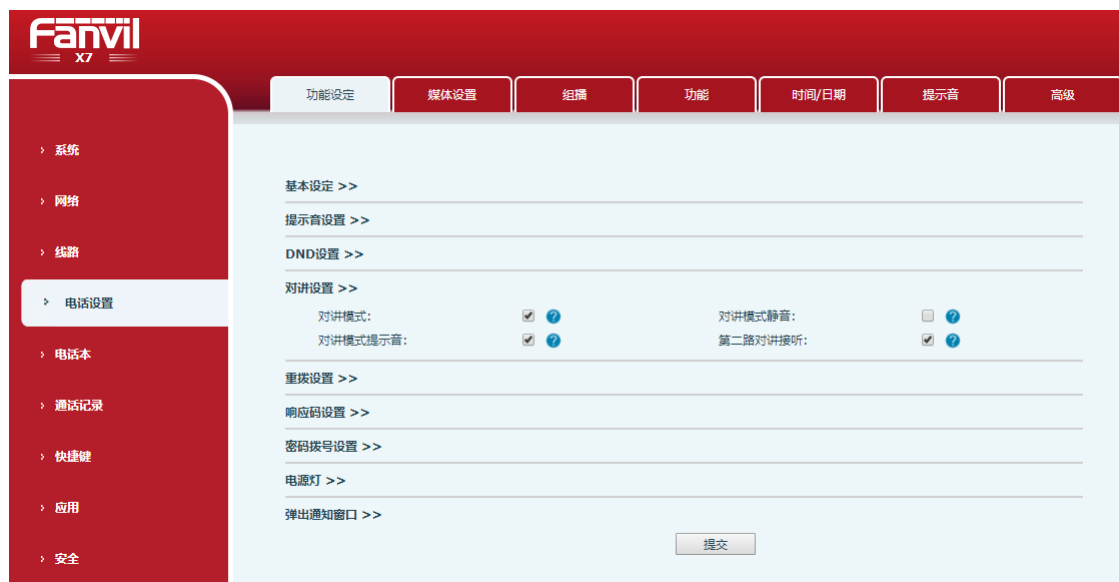 Fanvil
X7
功能设定 媒体设置 组播 功能 时间/日期 提示音 高级
› 系统
› 网络
› 线路
› 电话设置
› 电话本
› 通话记录
› 快捷键
› 应用
› 安全
基本设定 >>
提示音设置 >>
DND设置 >>
对讲设置 >>
对讲模式: ? 对讲模式静音: ?
对讲模式提示音: ? 第二路对讲接听: ?
重拨设置 >>
响应码设置 >>
密码拨号设置 >>
电源灯 >>
弹出通知窗口 >>
提交